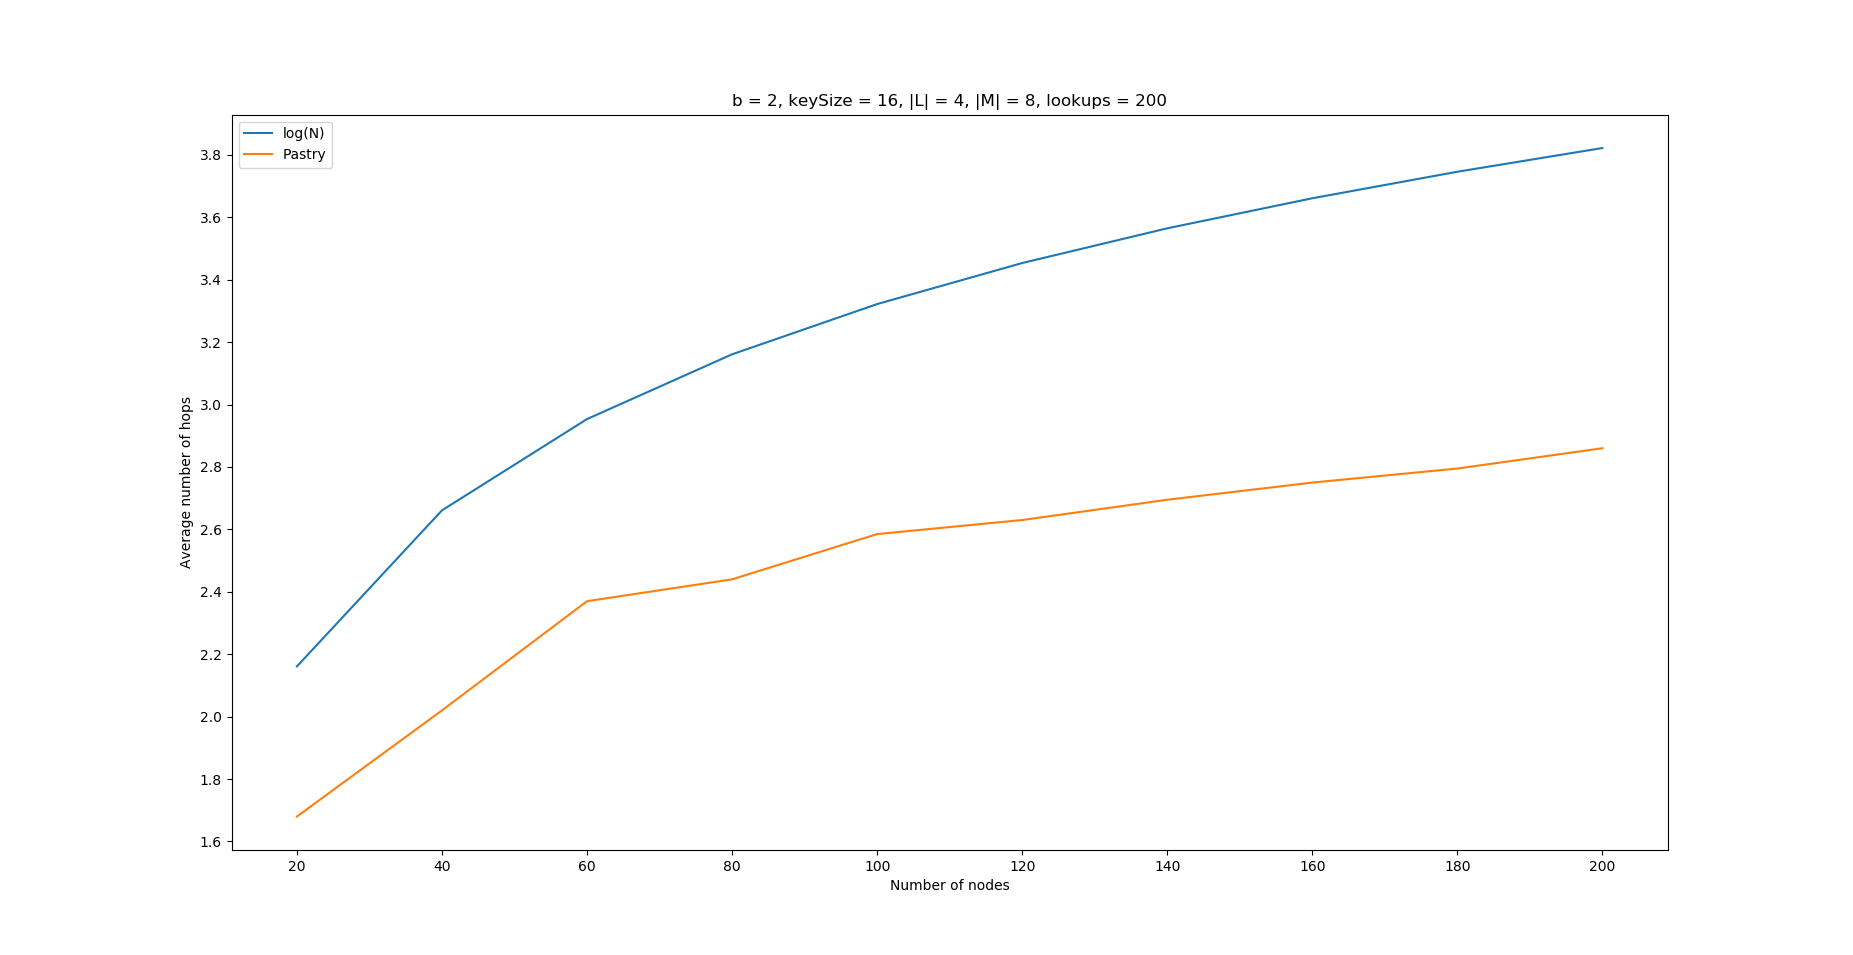 b = 2, keySize = 16, |L| = 4, |M| = 8, lookups = 200
log(N)
Pastry
3.8
3.6
3.4
3.2
3.0
2.8
2.6
2.4
2.2
2.0
1.8
1.6
Average number of hops
20 40 60 80 100 120 140 160 180 200
Number of nodes